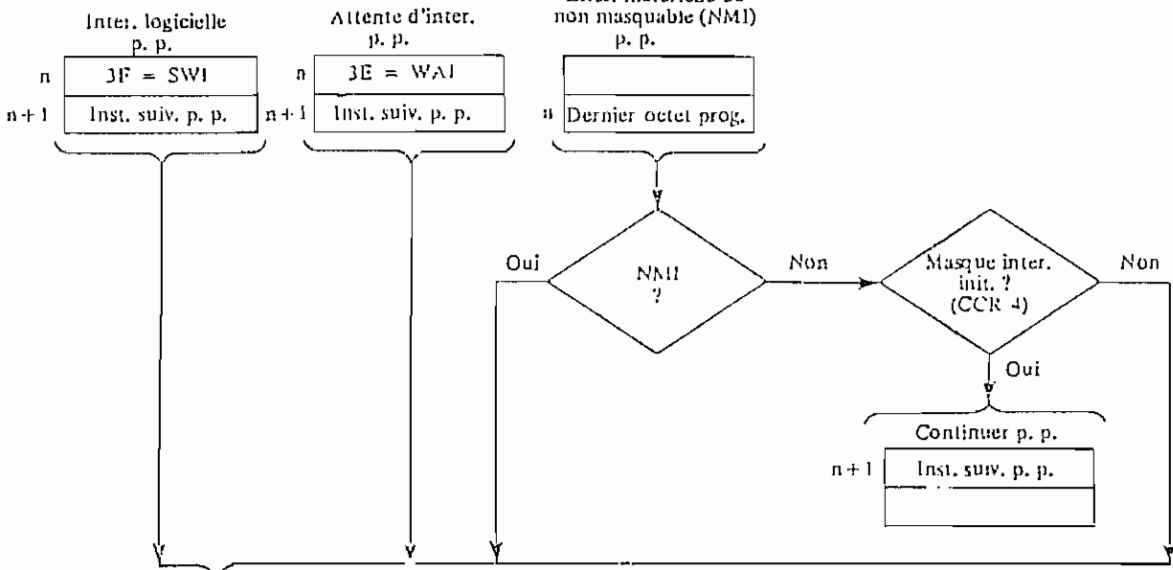 Inter. logicielle
p. p.
n 3F = SWI
n + 1 Inst. suiv. p. p.
Attente d'inter.
p. p.
n 3E = WAI
n + 1 Inst. suiv. p. p.
non masquable (NMI)
p. p.
n Dernier octet prog.
Oui
NMI
?
Non
Masque inter.
init. ?
(CCR 4)
Non
Oui
Continuer p. p.
n + 1 Inst. suiv. p. p.